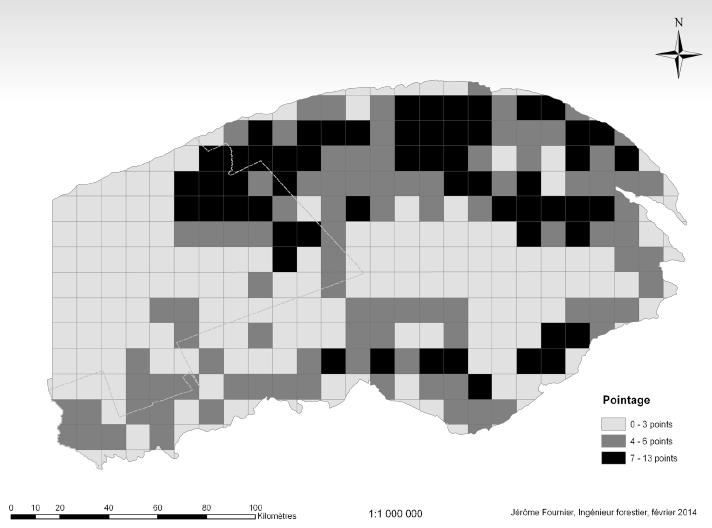 N
Pointage
0 - 3 points
4 - 6 points
7 - 13 points
0 10 20 40 60 80 100
Kilomètres
1:1 000 000
Jérôme Fournier, Ingénieur forestier, février 2014